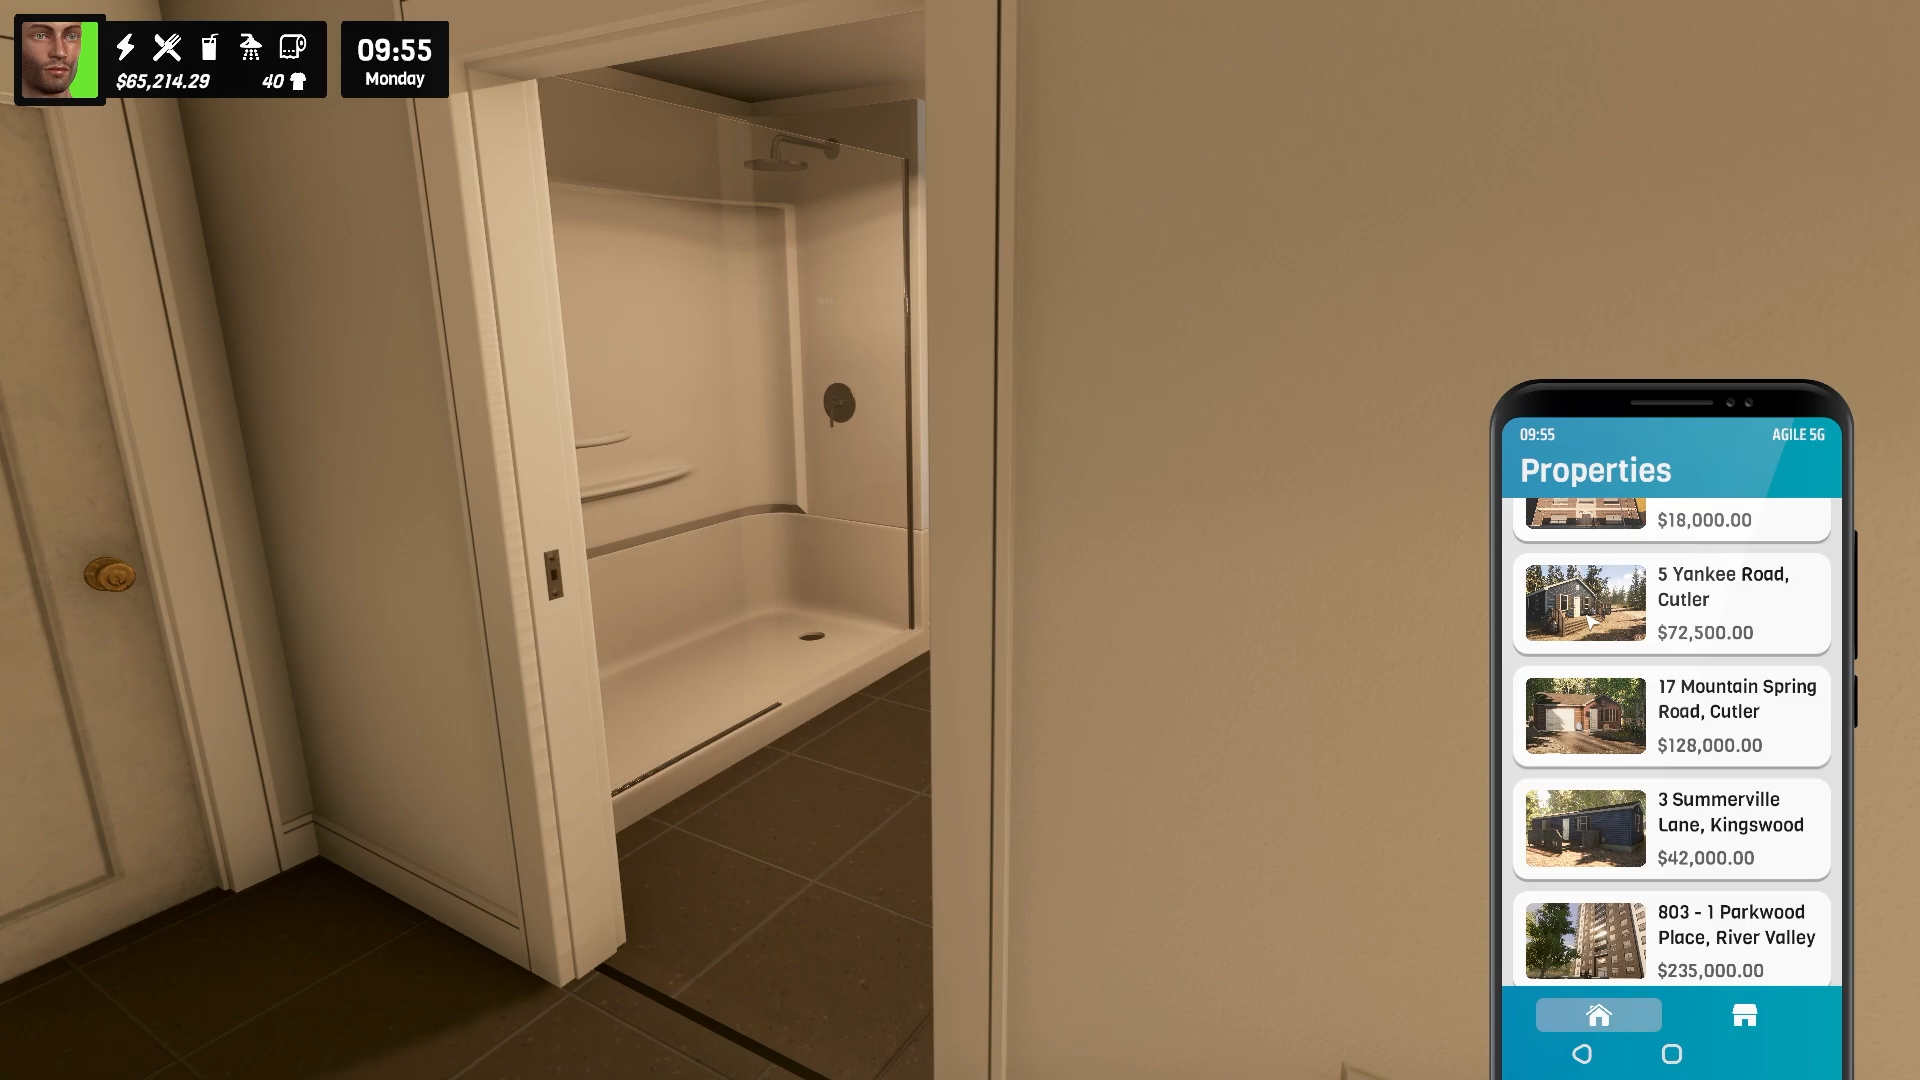 $65,214.29
40
09:55
Monday
09:55
AGILE 5G
Properties
$18,000.00
5 Yankee Road,
Cutler
$72,500.00
17 Mountain Spring
Road, Cutler
$128,000.00
3 Summerville
Lane, Kingswood
$42,000.00
803 - 1 Parkwood
Place, River Valley
$235,000.00